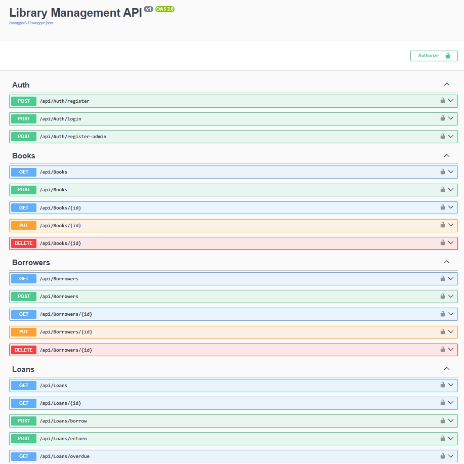 Library Management API v1 OAS 3.0
/swagger/v1/swagger.json
Authorize
Auth
POST /api/Auth/register
POST /api/Auth/login
POST /api/Auth/register-admin
Books
GET /api/Books
POST /api/Books
GET /api/Books/{id}
PUT /api/Books/{id}
DELETE /api/Books/{id}
Borrowers
GET /api/Borrowers
POST /api/Borrowers
GET /api/Borrowers/{id}
PUT /api/Borrowers/{id}
DELETE /api/Borrowers/{id}
Loans
GET /api/Loans
GET /api/Loans/{id}
POST /api/Loans/borrow
POST /api/Loans/return
GET /api/Loans/overdue